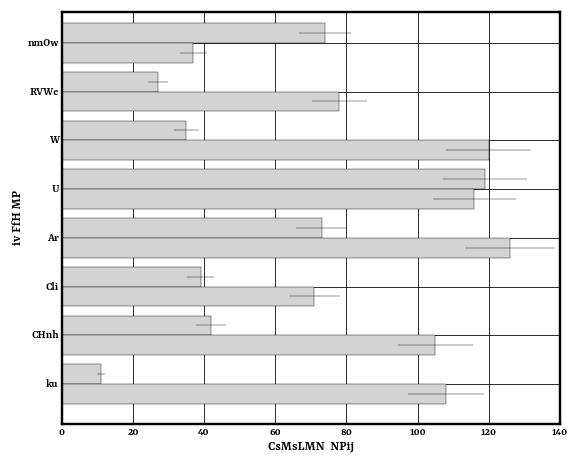 nmOw
RVWc
W
U
Ar
Cli
CHnh
ku
iv FfH MP
0 20 40 60 80 100 120 140
CsMsLMN NPij